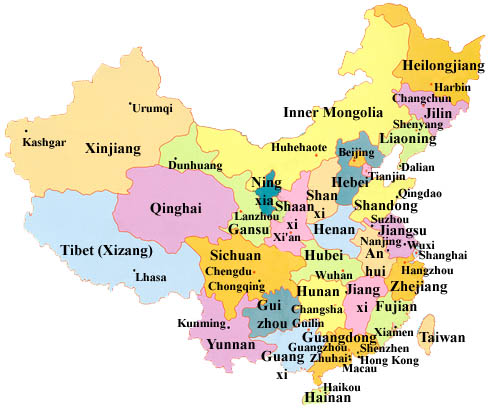 Heilongjiang
Harbin
Changchun
Jilin
Urumqi
Inner Mongolia
Shenyang
Liaoning
Kashgar
Xinjiang
Huhehaote
Beijing
Dunhuang
Dalian
Tianjin
Ning
xia
Hebei
Shan
xi
Qingdao
Shandong
Qinghai
Lanzhou
Gansu
Shaan
xi
Xi'an
Henan
Suzhou
Jiangsu
Nanjing
Wuxi
Shanghai
Tibet (Xizang)
Lhasa
Sichuan
Chengdu
Chongqing
Hubei
Wuhan
An
hui
Hangzhou
Zhejiang
Hunan
Changsha
Jiang
xi
Gui
zhou
Guilin
Fujian
Xiamen
Taiwan
Kunming
Yunnan
Guang
xi
Guangdong
Guangzhou
Shenzhen
Zhuhai
Hong Kong
Macau
Haikou
Hainan